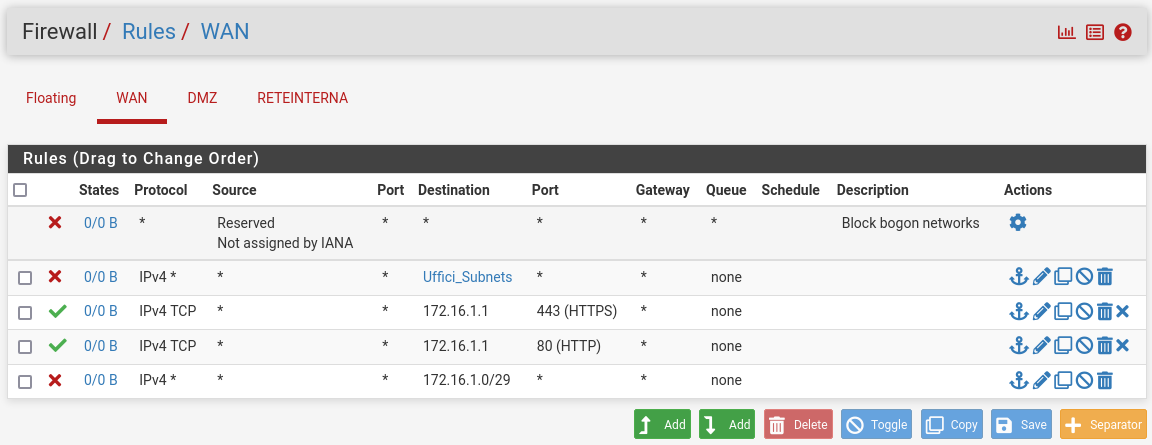 Firewall / Rules / WAN
Floating WAN DMZ RETEINTERNA
Rules (Drag to Change Order)
States Protocol Source Port Destination Port Gateway Queue Schedule Description Actions
0/0 B * Reserved * * * * * Block bogon networks
Not assigned by IANA
0/0 B IPv4 * * * Uffici_Subnets * * none
0/0 B IPv4 TCP * * 172.16.1.1 443 (HTTPS) * none
0/0 B IPv4 TCP * * 172.16.1.1 80 (HTTP) * none
0/0 B IPv4 * * * 172.16.1.0/29 * * none
Add Add Delete Toggle Copy Save Separator